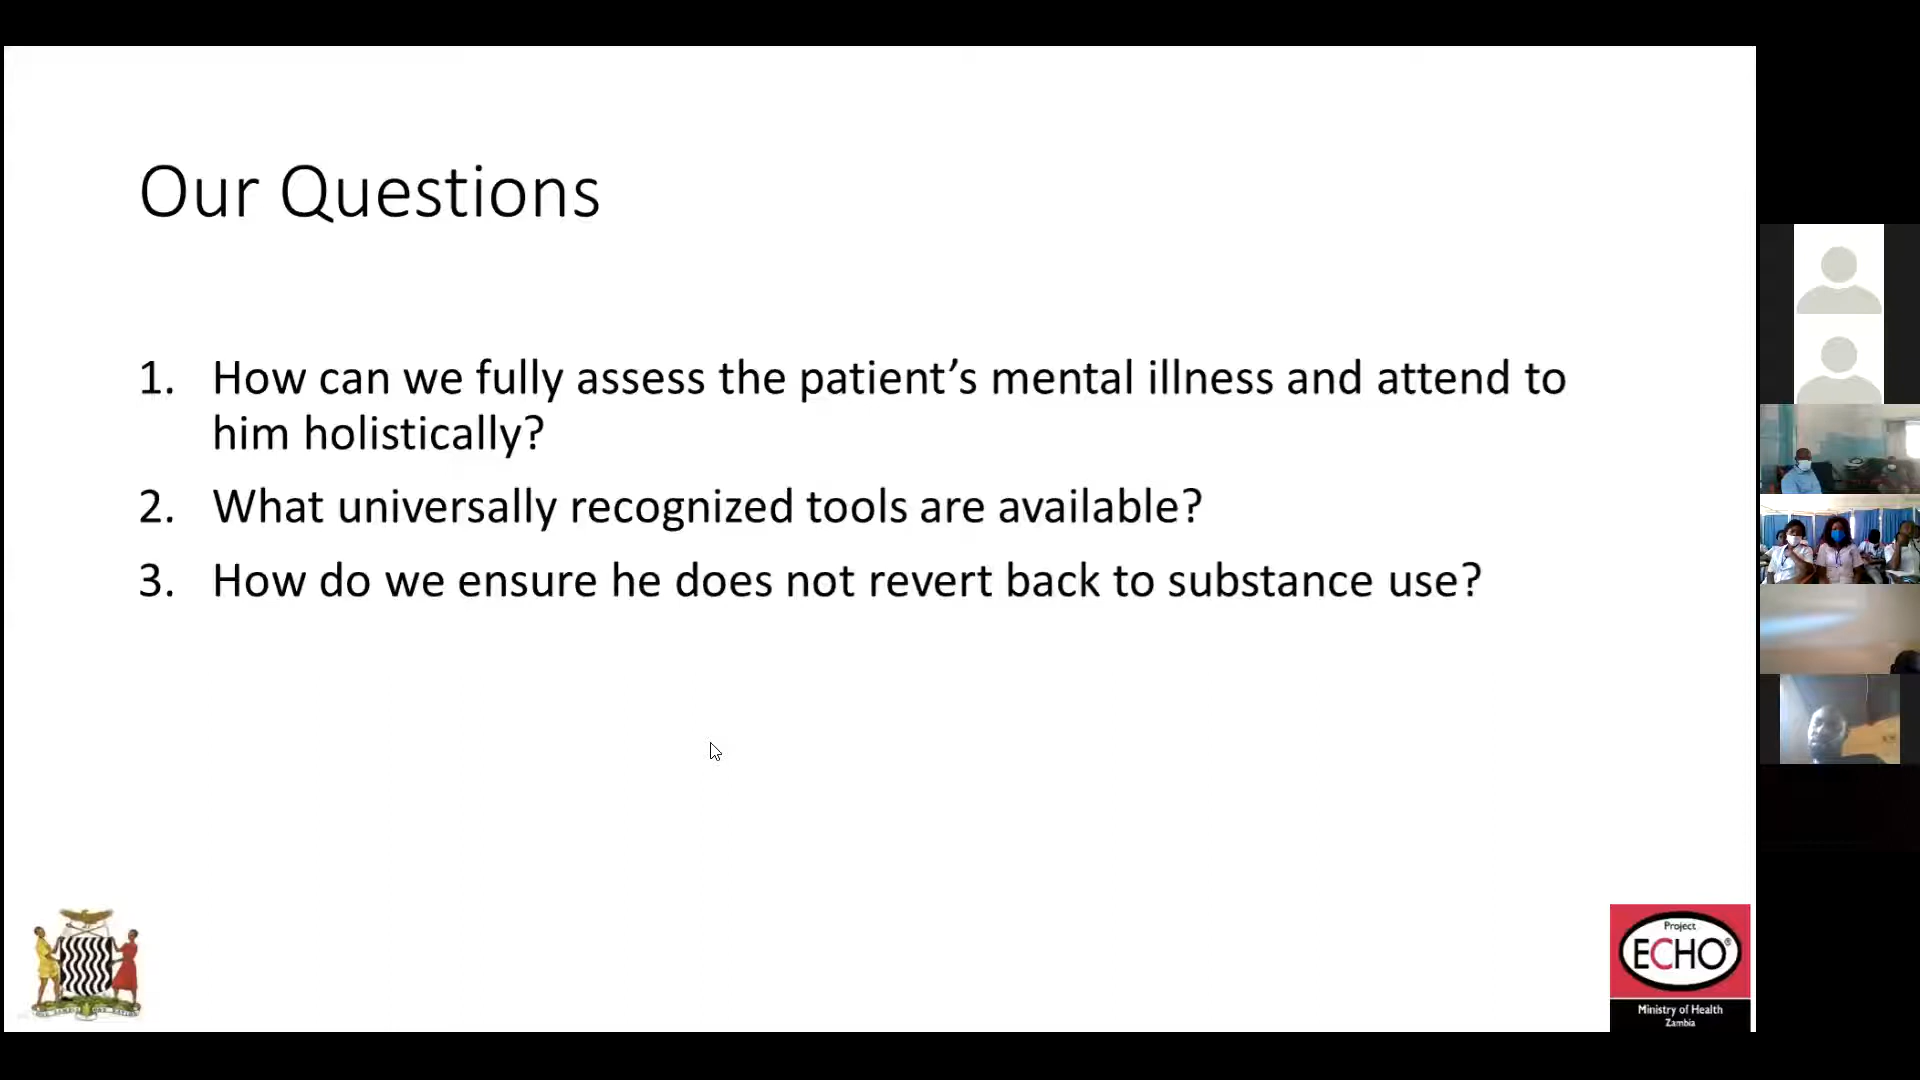 Our Questions
1. How can we fully assess the patient’s mental illness and attend to
him holistically?
2. What universally recognized tools are available?
3. How do we ensure he does not revert back to substance use?
Project
ECHO®
Ministry of Health
Zambia